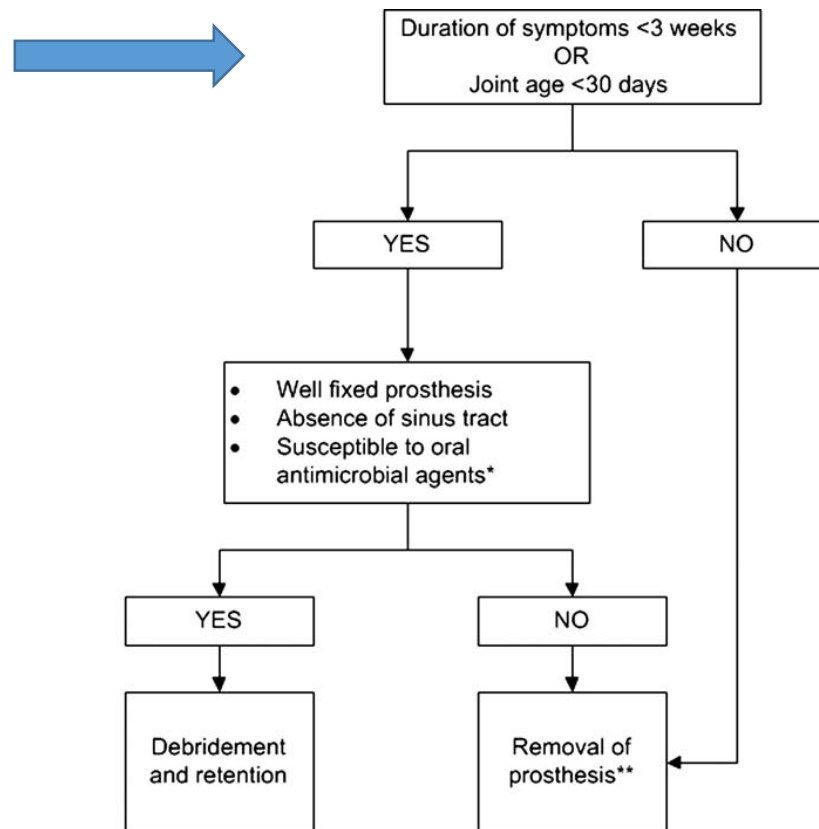 Duration of symptoms <3 weeks
OR
Joint age <30 days
YES
NO
• Well fixed prosthesis
• Absence of sinus tract
• Susceptible to oral
antimicrobial agents*
YES
NO
Debridement
and retention
Removal of
prosthesis**